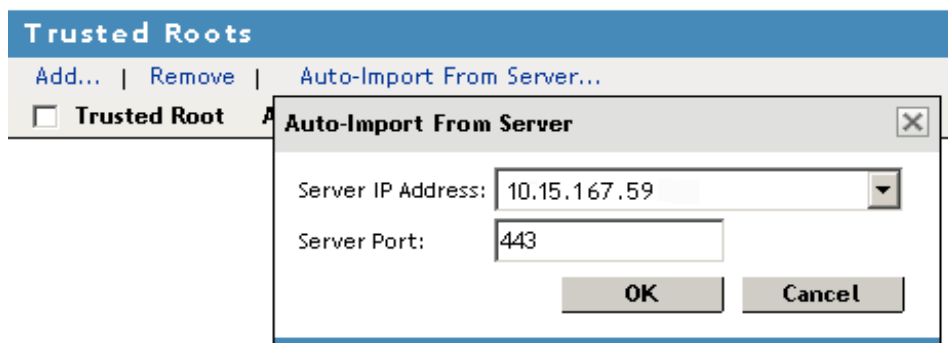 Trusted Roots
Add... | Remove | Auto-Import From Server...
Trusted Root A
Auto-Import From Server
Server IP Address: 10.15.167.59
Server Port: 443
OK Cancel